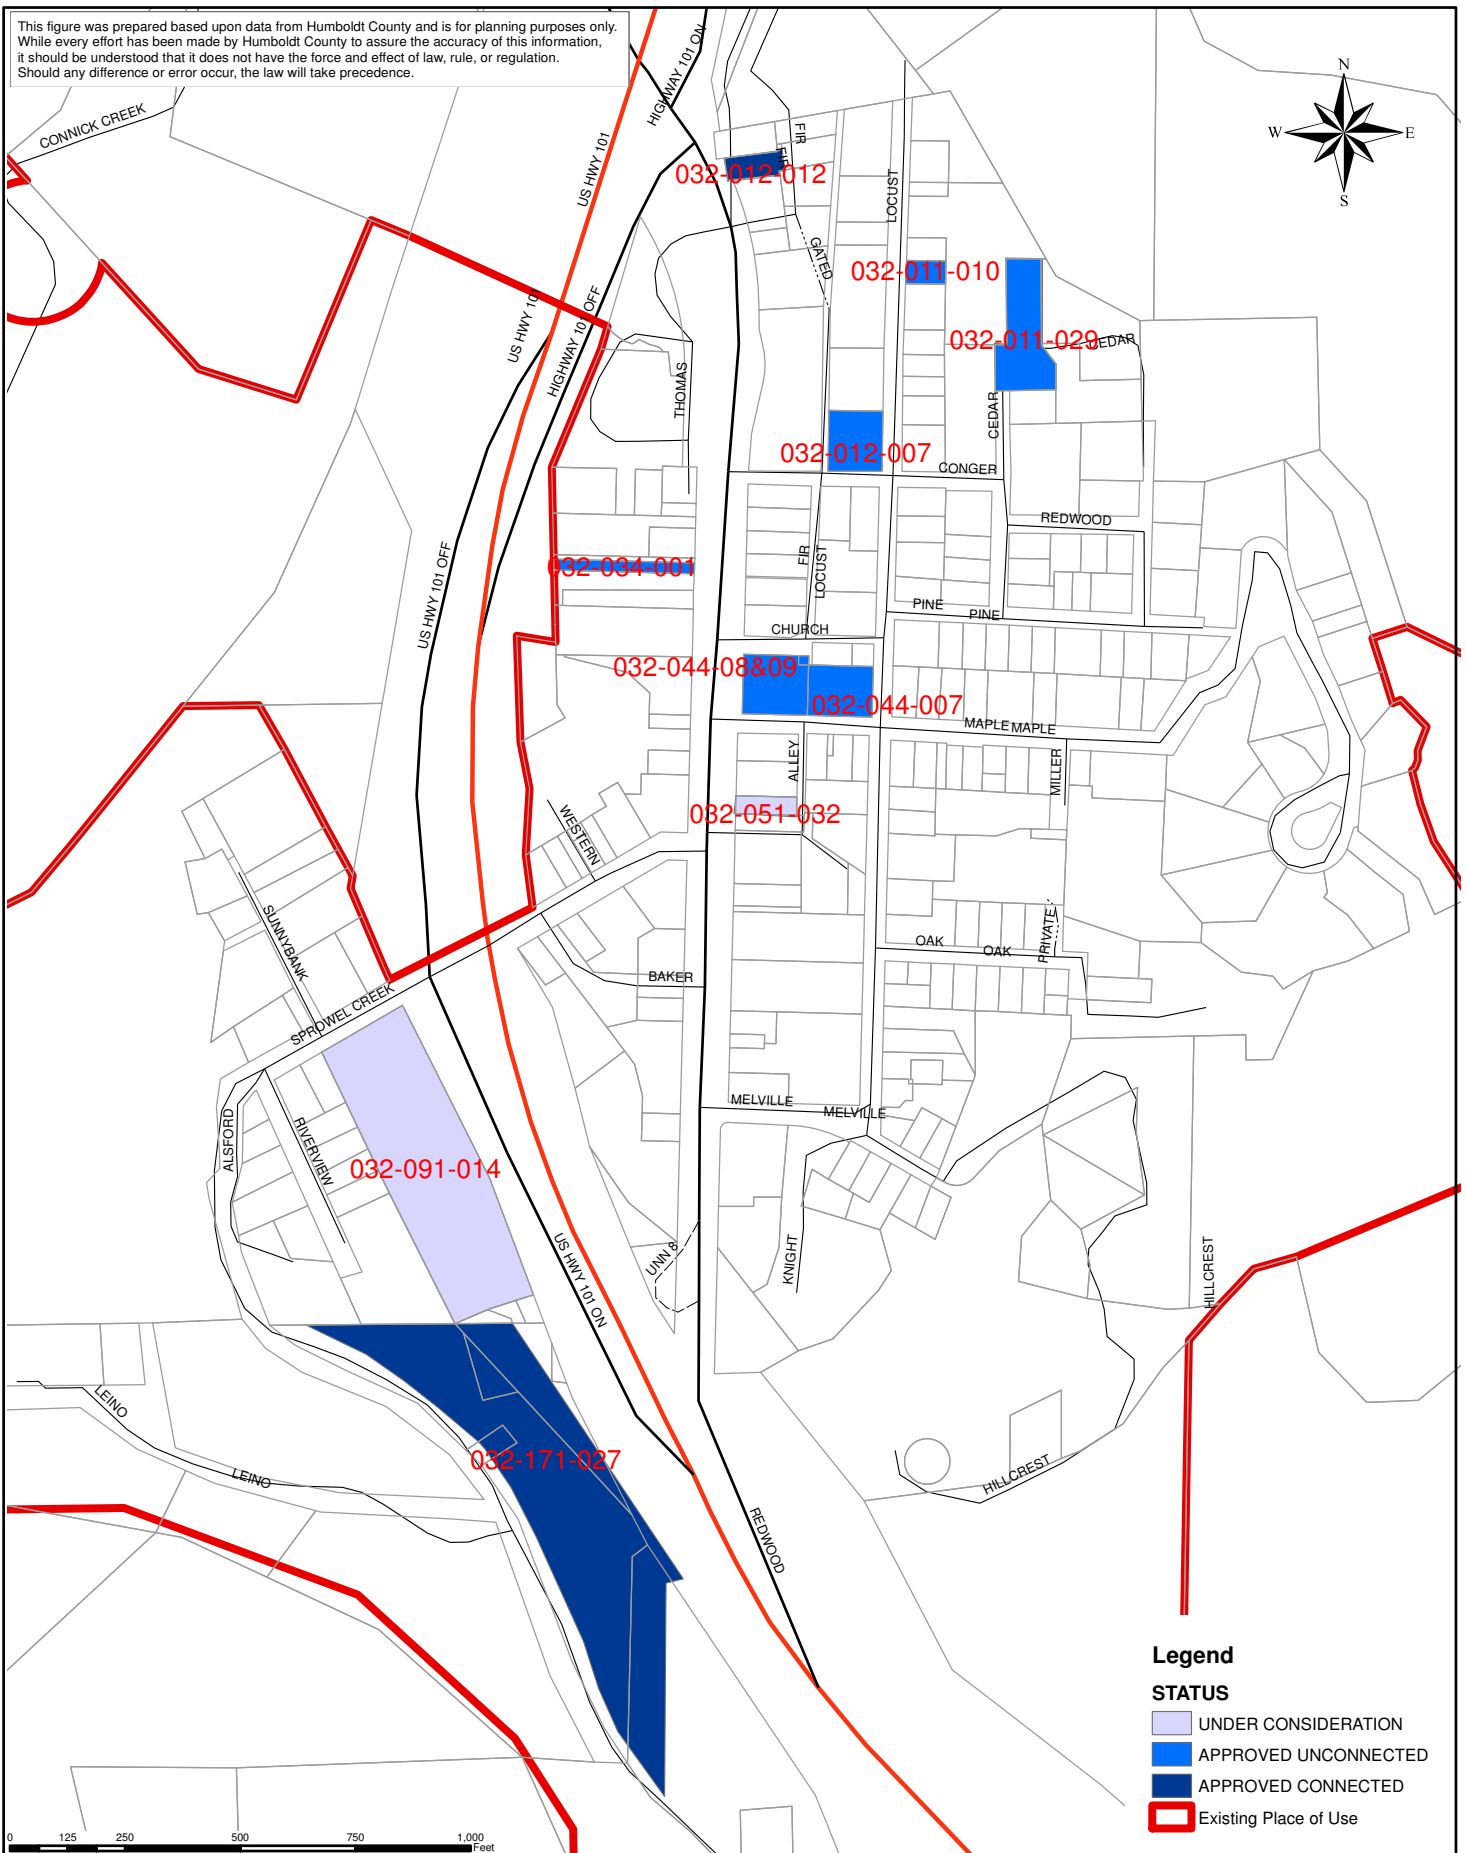 This figure was prepared based upon data from Humboldt County and is for planning purposes only.
While every effort has been made by Humboldt County to assure the accuracy of this information,
it should be understood that it does not have the force and effect of law, rule, or regulation.
Should any difference or error occur, the law will take precedence.
HIGHWAY 101 ON
N
W
E
S
CONNICK CREEK
FIR
FIR
US HWY 101
032-012-012
LOCUST
GATED
032-011-010
US HWY 101
HIGHWAY 101 OFF
032-011-029
CEDAR
THOMAS
CEDAR
032-012-007
CONGER
REDWOOD
US HWY 101 OFF
FIR
LOCUST
032-034-001
PINE
PINE
CHURCH
032-044-08&09
032-044-007
MAPLE
MAPLE
ALLEY
MILLER
032-051-032
WESTERN
SUNNYBANK
PRIVATE
OAK
OAK
BAKER
SPROWEL CREEK
MELVILLE
MELVILLE
ALSFORD
RIVERVIEW
032-091-014
UNN 8
KNIGHT
HILLCREST
US HWY 101 ON
LEINO
LEINO
032-171-027
HILLCREST
REDWOOD
Legend
STATUS
UNDER CONSIDERATION
APPROVED UNCONNECTED
APPROVED CONNECTED
Existing Place of Use
0 125 250 500 750 1,000
Feet